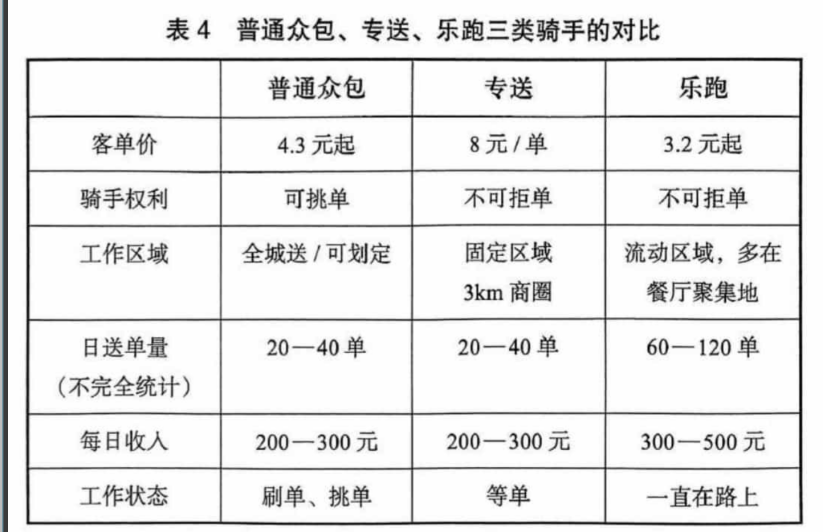 表 4 普通众包、专送、乐跑三类骑手的对比
普通众包 专送 乐跑
客单价 4.3 元起 8 元 / 单 3.2 元起
骑手权利 可挑单 不可拒单 不可拒单
工作区域 全城送 / 可划定 固定区域 流动区域，多在
3km 商圈 餐厅聚集地
日送单量 20—40 单 20—40 单 60—120 单
（不完全统计）
每日收入 200—300 元 200—300 元 300—500 元
工作状态 刷单、挑单 等单 一直在路上